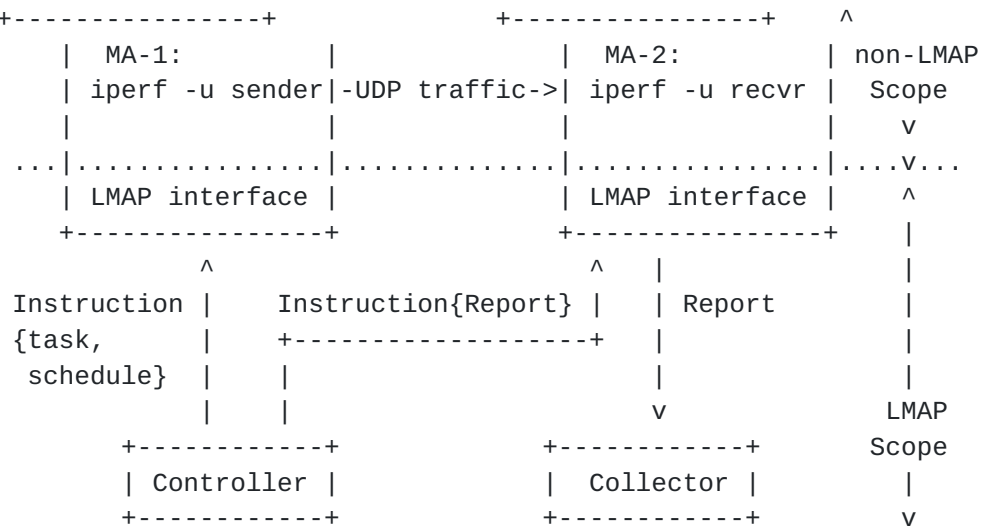 +----------------+              +----------------+    ^
    |  MA-1:         |              |  MA-2:         | non-LMAP
    | iperf -u sender|-UDP traffic->| iperf -u recvr |  Scope
    |                |              |                |    v
 ...|................|..............|................|....v...
    | LMAP interface |              | LMAP interface |    ^
    +----------------+              +----------------+    |
             ^                        ^   |               |
 Instruction |    Instruction{Report} |   | Report        |
 {task,      |    +-------------------+   |               |
  schedule}  |    |                       |               |
             |    |                       v              LMAP
        +------------+             +------------+       Scope
        | Controller |             |  Collector |           |
        +------------+             +------------+           v